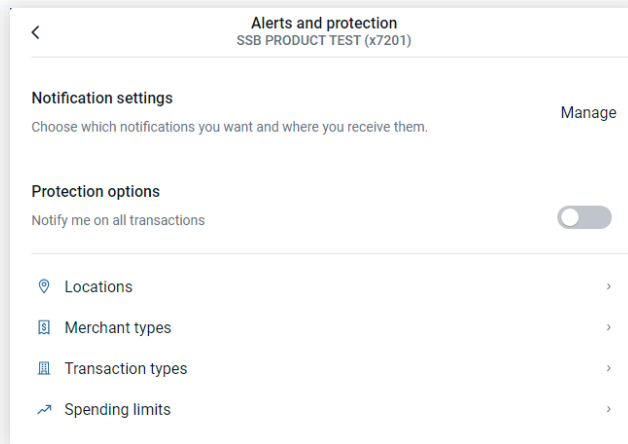 Alerts and protection
SSB PRODUCT TEST (x7201)
Notification settings
Manage
Choose which notifications you want and where you receive them.
Protection options
Notify me on all transactions
Locations
Merchant types
Transaction types
Spending limits